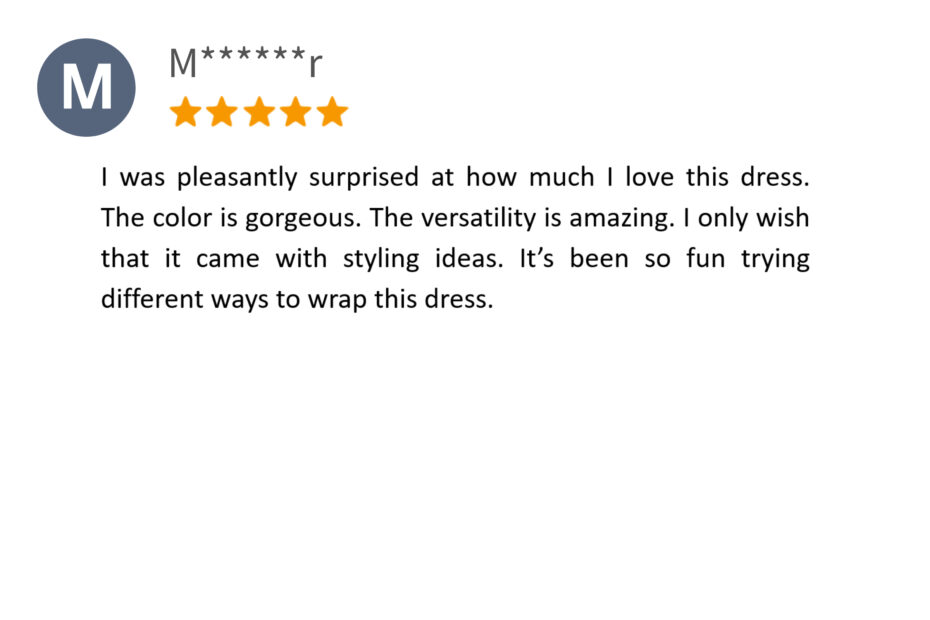 M
M******r
I was pleasantly surprised at how much I love this dress.
The color is gorgeous. The versatility is amazing. I only wish
that it came with styling ideas. It’s been so fun trying
different ways to wrap this dress.